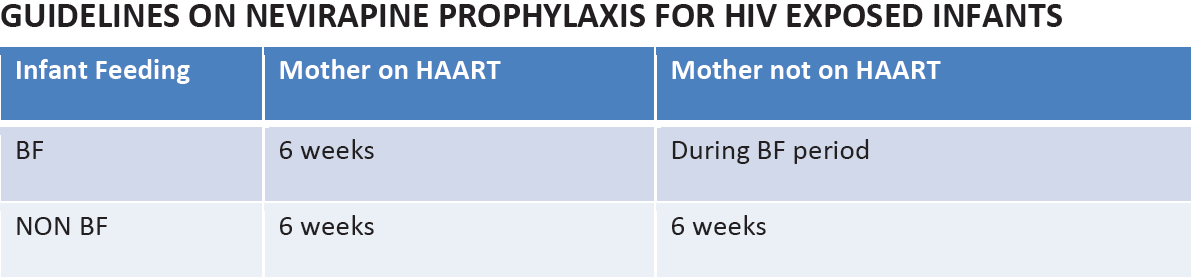 GUIDELINES ON NEVIRAPINE PROPHYLAXIS FOR HIV EXPOSED INFANTS
Infant Feeding Mother on HAART Mother not on HAART
BF 6 weeks During BF period
NON BF 6 weeks 6 weeks